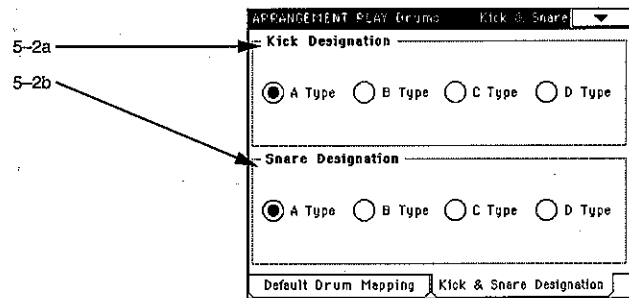 ARRANGEMENT PLAY Drums Kick & Snare
5-2a
Kick Designation
5-2b
A Type B Type C Type D Type
Snare Designation
A Type B Type C Type D Type
Default Drum Mapping Kick & Snare Designation